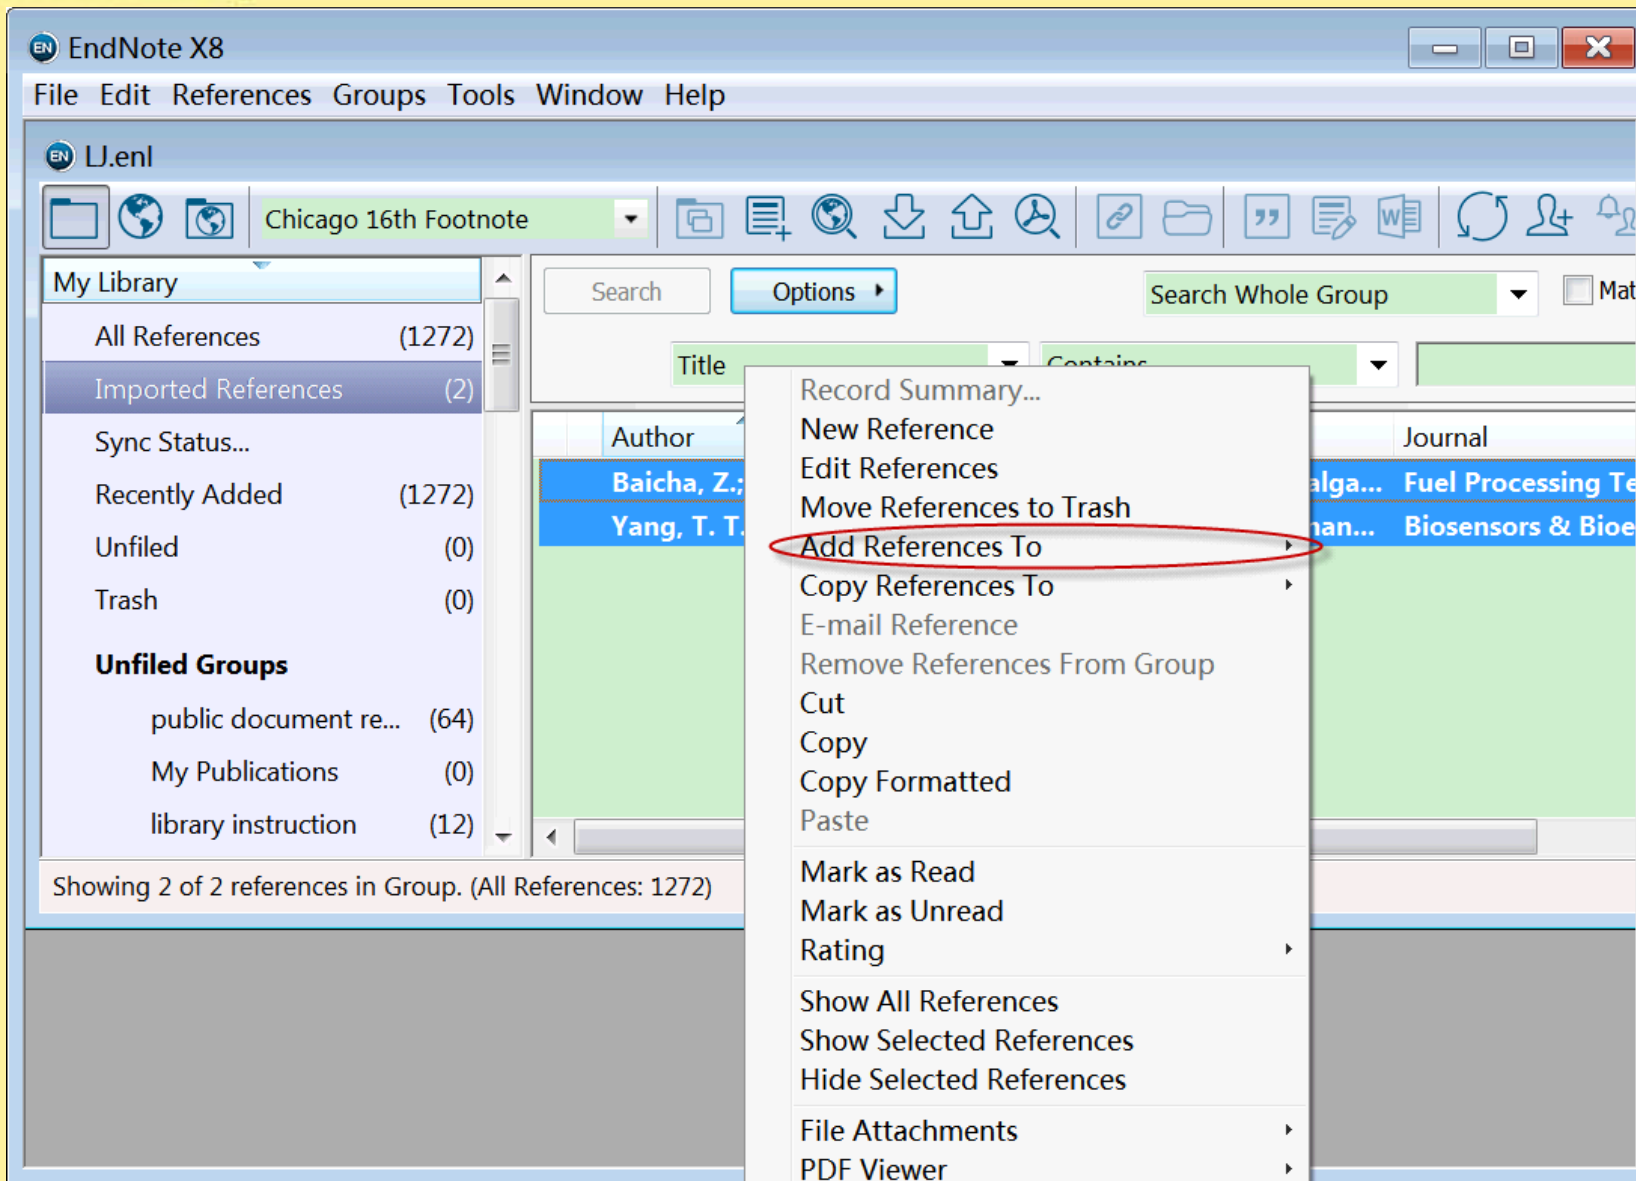 EndNote X8
File Edit References Groups Tools Window Help
LJ.enl
Chicago 16th Footnote
My Library
All References (1272)
Imported References (2)
Sync Status...
Recently Added (1272)
Unfiled (0)
Trash (0)
Unfiled Groups
public document re... (64)
My Publications (0)
library instruction (12)
Search Options Search Whole Group Mat
Title Contains
Author Journal
Baicha, Z.; alga... Fuel Processing Te
Yang, T. T. nan... Biosensors & Bioe
Record Summary...
New Reference
Edit References
Move References to Trash
Add References To
Copy References To
E-mail Reference
Remove References From Group
Cut
Copy
Copy Formatted
Paste
Mark as Read
Mark as Unread
Rating
Show All References
Show Selected References
Hide Selected References
File Attachments
PDF Viewer
Showing 2 of 2 references in Group. (All References: 1272)